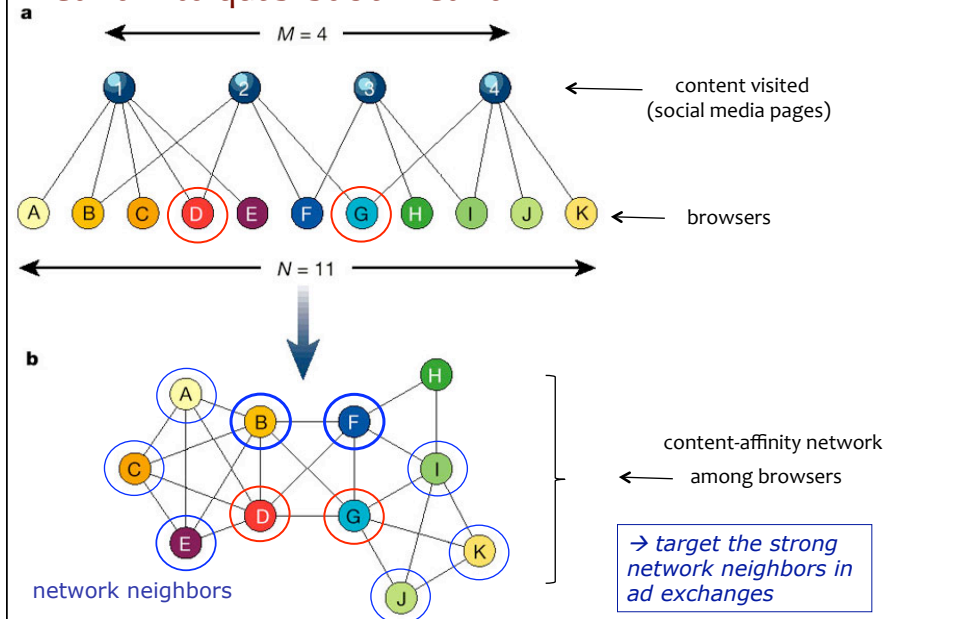 a
M = 4
1 2 3 4
content visited
(social media pages)
A B C D E F G H I J K
browsers
N = 11
b
H
A
B F
C I
content-affinity network
among browsers
D G
E K
→ target the strong
network neighbors in
ad exchanges
network neighbors
J